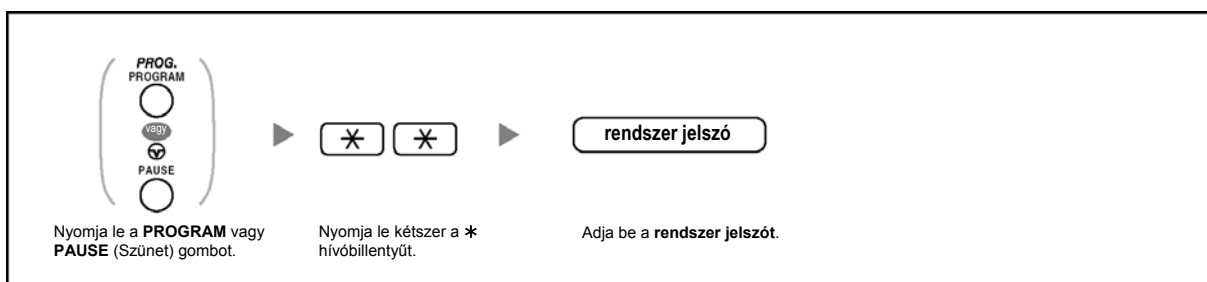 PROG.
PROGRAM
vagy
PAUSE
rendszer jelszó
Nyomja le a PROGRAM vagy
PAUSE (Szünet) gombot.
Nyomja le kétszer a *
hívóbillentyűt.
Adja be a rendszer jelszót.